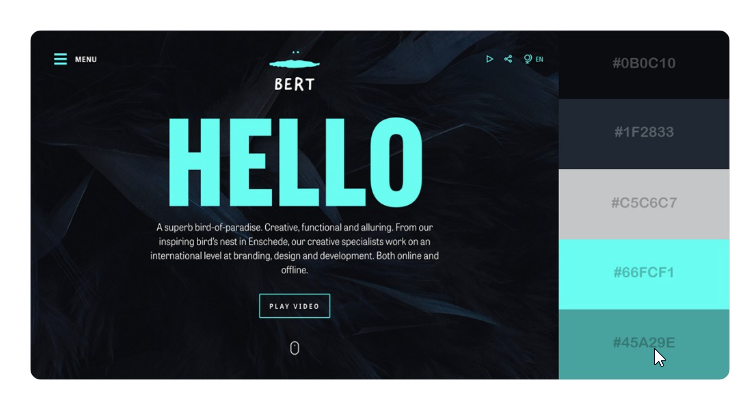 MENU
BERT
EN
HELLO
A superb bird-of-paradise. Creative, functional and alluring. From our
inspiring bird's nest in Enschede, our creative specialists work on an
international level at branding, design and development. Both online and
offline.
PLAY VIDEO
#0B0C10
#1F2833
#C5C6C7
#66FCF1
#45A29E